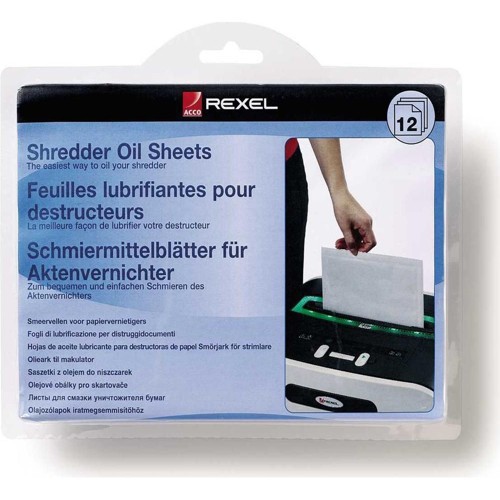 ACCO
REXEL
12
Shredder Oil Sheets
The easiest way to oil your shredder
Feuilles lubrifiantes pour
destructeurs
La meilleure façon de lubrifier votre destructeur
Schmiermittelblätter für
Aktenvernichter
Zum bequemen und einfachen Schmieren des
Aktenvernichters
Smeervellen voor papiervernietigers
Fogli di lubrificazione per distruggidocumenti
Hojas de aceite lubricante para destructoras de papel Smörjark för strimlare
Olieark til makulator
Saszetki z olejem do niszczarek
Olejové obálky pro skartovače
Листы для смазки уничтожителя бумаг
Olajozólapok iratmegsemmisítőhöz
REXEL